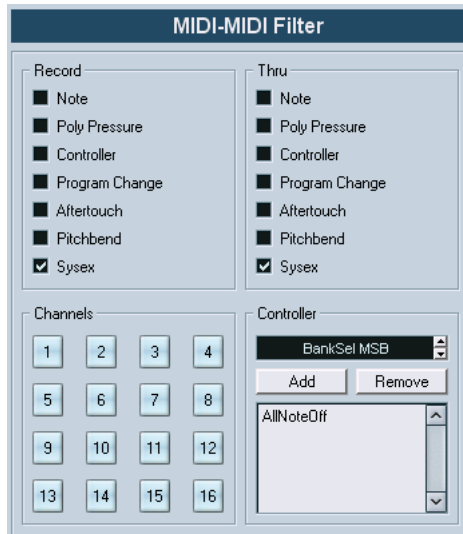 MIDI-MIDI Filter
Record
Note
Poly Pressure
Controller
Program Change
Aftertouch
Pitchbend
Sysex
Thru
Note
Poly Pressure
Controller
Program Change
Aftertouch
Pitchbend
Sysex
Channels
1 2 3 4
5 6 7 8
9 10 11 12
13 14 15 16
Controller
BankSel MSB
Add Remove
AllNoteOff